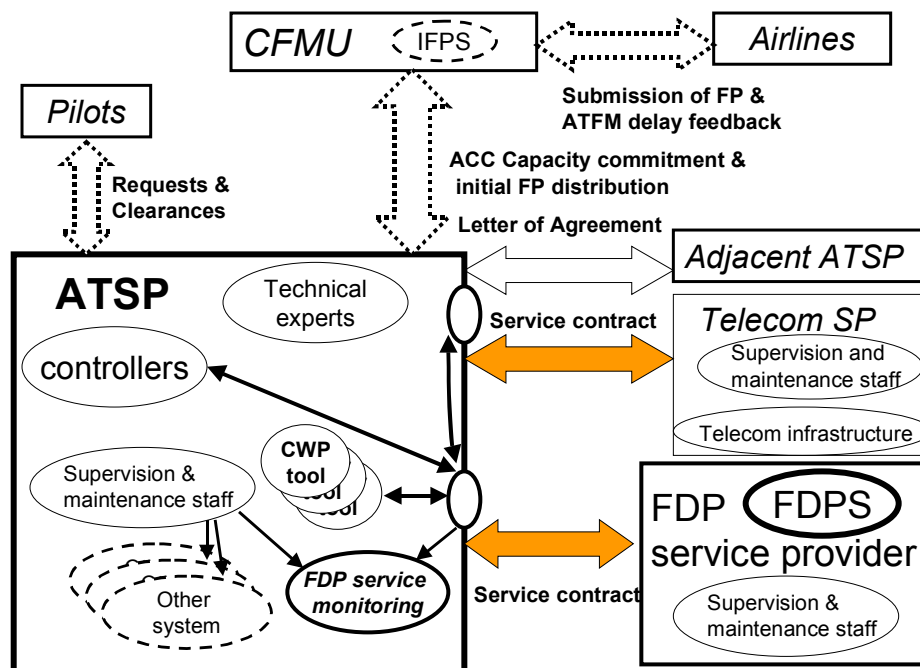 CFMU
IFPS
Airlines
Pilots
Submission of FP &
ATFM delay feedback
Requests &
Clearances
ACC Capacity commitment &
initial FP distribution
Letter of Agreement
Adjacent ATSP
ATSP
Technical
experts
Service contract
Telecom SP
Supervision and
maintenance staff
controllers
Telecom infrastructure
CWP
tool
tool
tool
Supervision &
maintenance staff
FDP
FDPS
service provider
FDP service
monitoring
Other
system
Service contract
Supervision &
maintenance staff